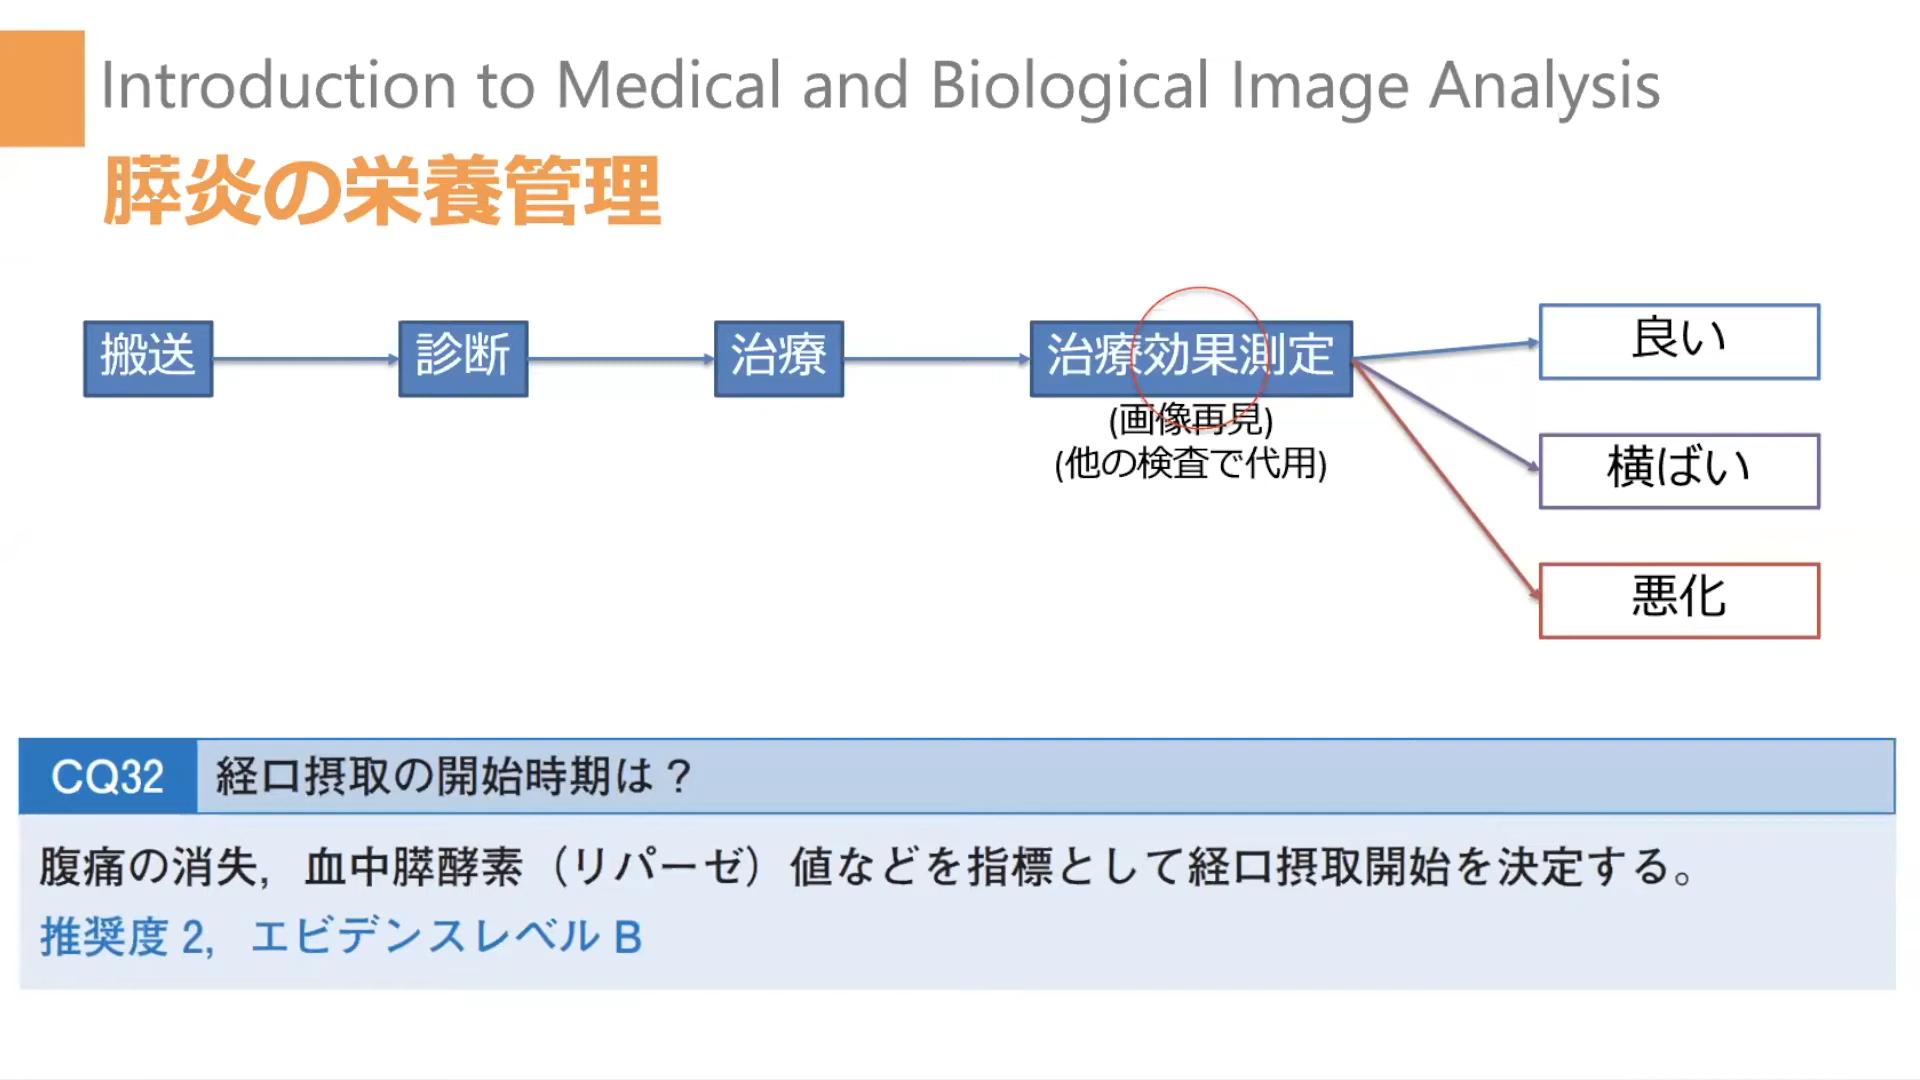 Introduction to Medical and Biological Image Analysis
膵炎の栄養管理
搬送
診断
治療
治療効果測定
(画像再見)
(他の検査で代用)
良い
横ばい
悪化
CQ32 経口摂取の開始時期は？
腹痛の消失，血中膵酵素（リパーゼ）値などを指標として経口摂取開始を決定する。
推奨度 2，エビデンスレベル B